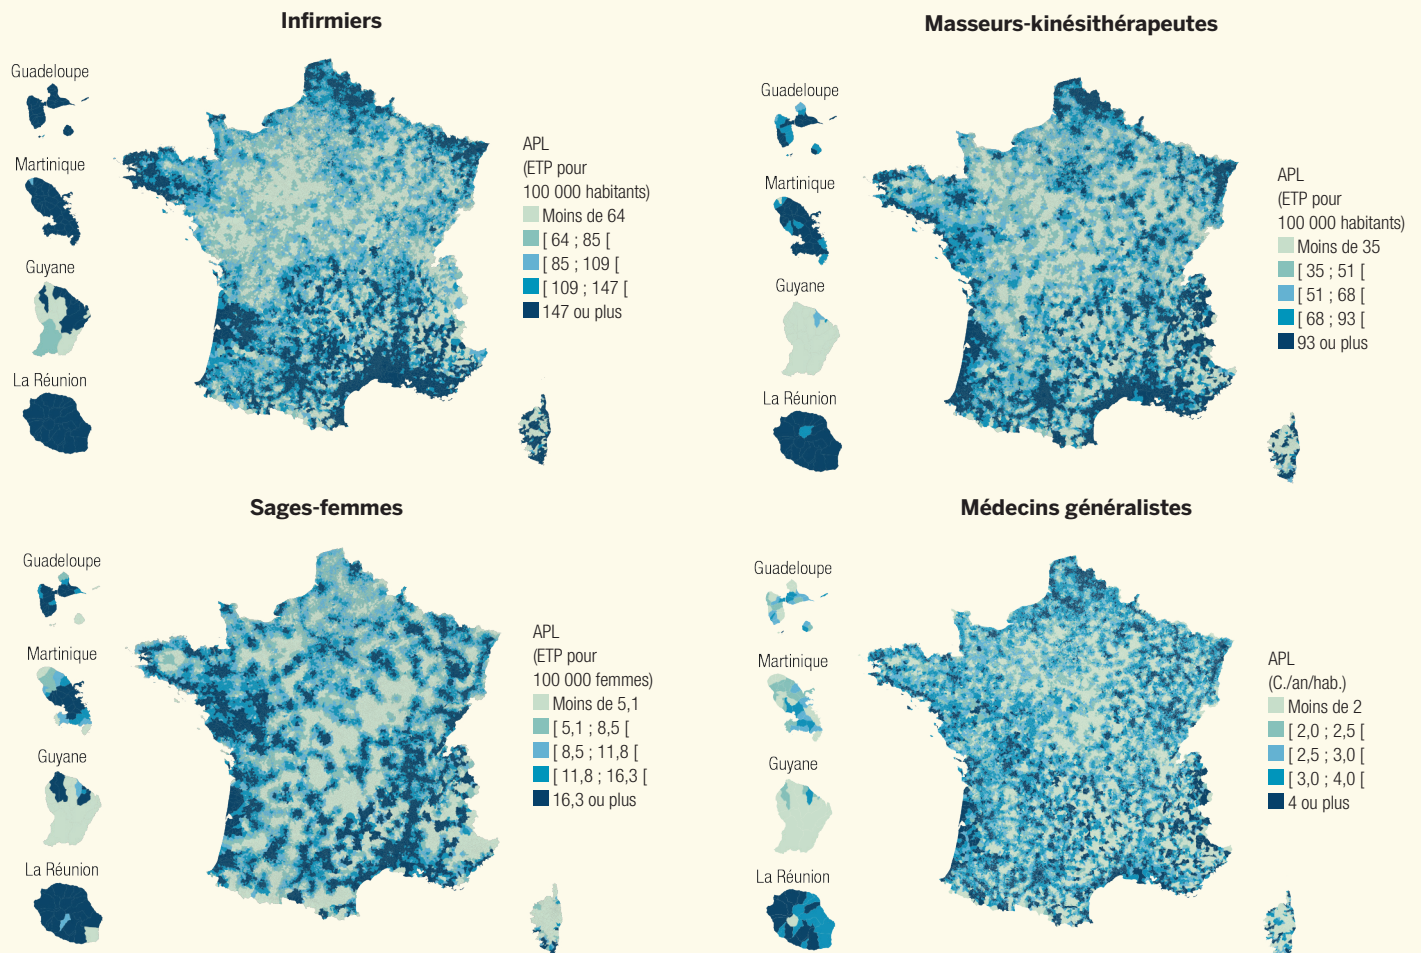 Infirmiers
Guadeloupe
Martinique
Guyane
La Réunion
APL
(ETP pour
100 000 habitants)
Moins de 64
[ 64 ; 85 [
[ 85 ; 109 [
[ 109 ; 147 [
147 ou plus
Masseurs-kinésithérapeutes
Guadeloupe
Martinique
Guyane
La Réunion
APL
(ETP pour
100 000 habitants)
Moins de 35
[ 35 ; 51 [
[ 51 ; 68 [
[ 68 ; 93 [
93 ou plus
Sages-femmes
Guadeloupe
Martinique
Guyane
La Réunion
APL
(ETP pour
100 000 femmes)
Moins de 5,1
[ 5,1 ; 8,5 [
[ 8,5 ; 11,8 [
[ 11,8 ; 16,3 [
16,3 ou plus
Médecins généralistes
Guadeloupe
Martinique
Guyane
La Réunion
APL
(C./an/hab.)
Moins de 2
[ 2,0 ; 2,5 [
[ 2,5 ; 3,0 [
[ 3,0 ; 4,0 [
4 ou plus